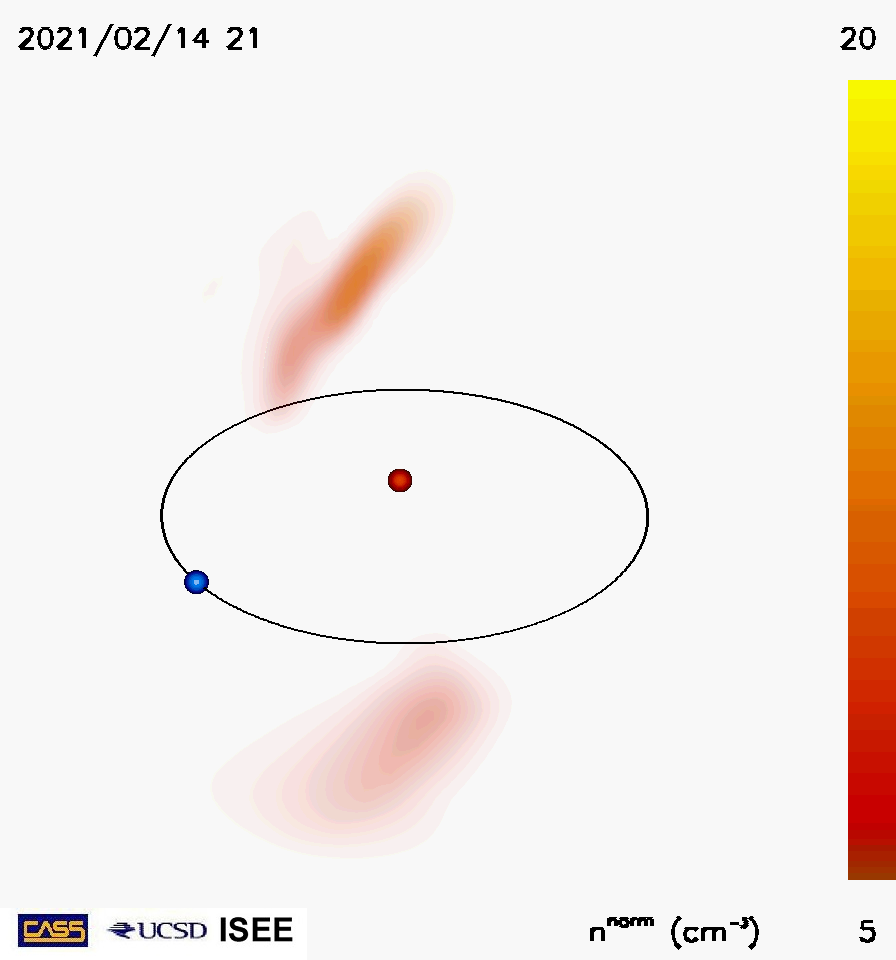 2021/02/14 21
20
CASS UCSD ISEE
n^norm (cm^-3)
5